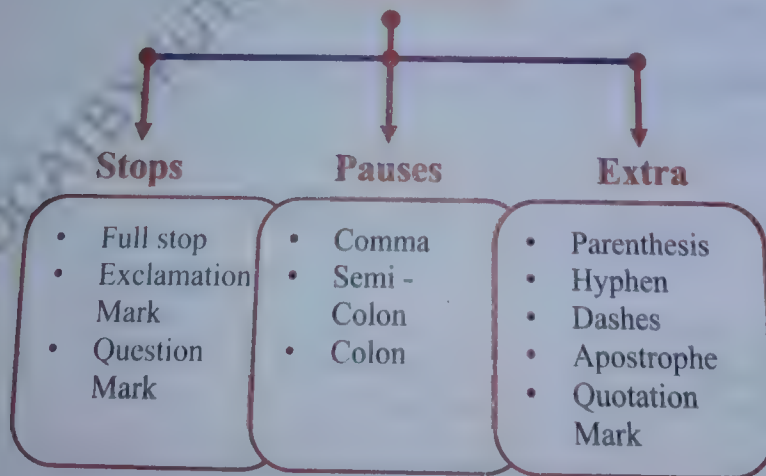 Stops
• Full stop
• Exclamation
Mark
• Question
Mark
Pauses
• Comma
• Semi -
Colon
• Colon
Extra
• Parenthesis
• Hyphen
• Dashes
• Apostrophe
• Quotation
Mark